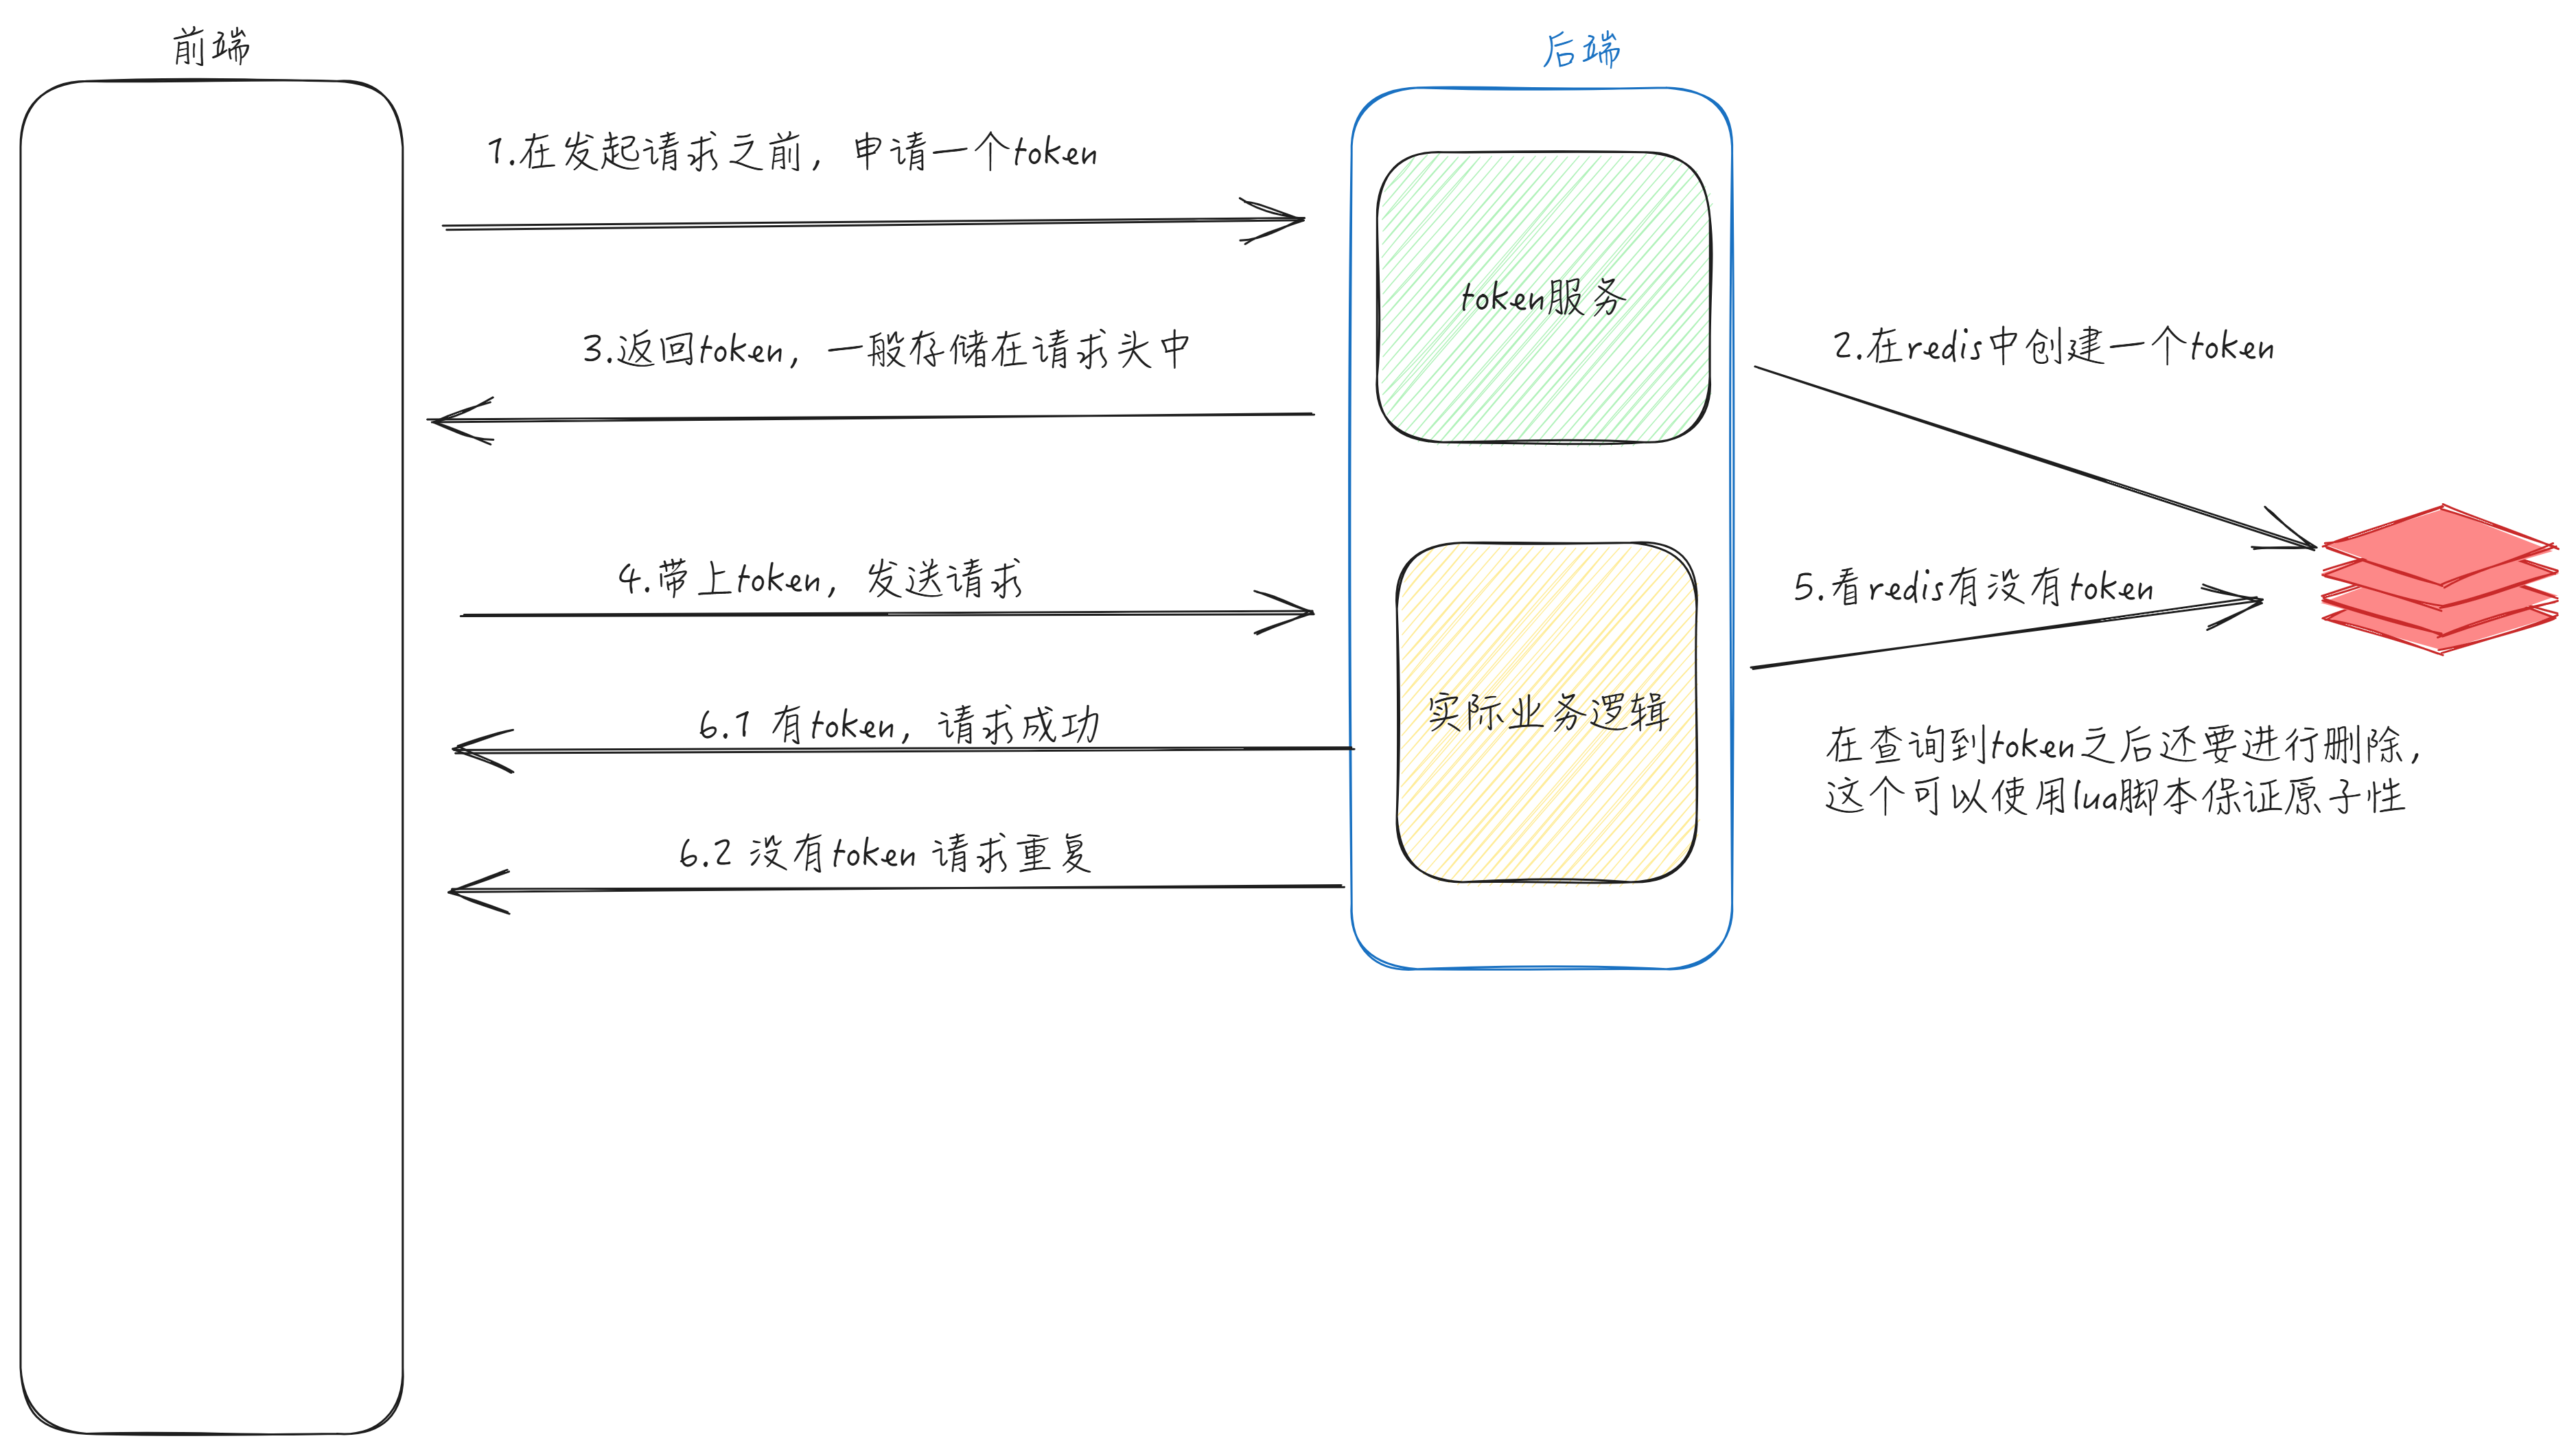 前端
后端
1.在发起请求之前，申请一个token
token服务
3.返回token，一般存储在请求头中
2.在redis中创建一个token
4.带上token，发送请求
5.看redis有没有token
6.1 有token，请求成功
实际业务逻辑
在查询到token之后还要进行删除，
这个可以使用lua脚本保证原子性
6.2 没有token 请求重复